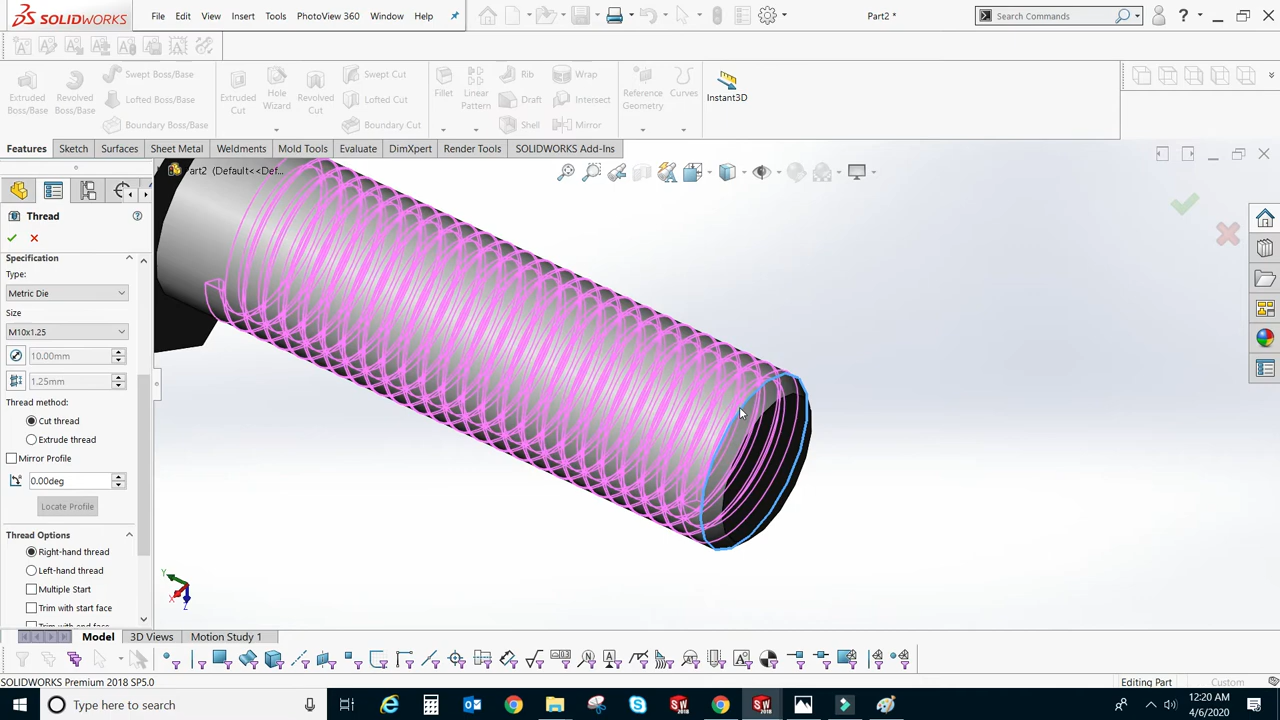 SOLIDWORKS
File
Edit
View
Insert
Tools
PhotoView 360
Window
Help
Part2 *
Search Commands
?
Extruded Boss/Base
Revolved Boss/Base
Swept Boss/Base
Lofted Boss/Base
Boundary Boss/Base
Extruded Cut
Hole Wizard
Revolved Cut
Swept Cut
Lofted Cut
Boundary Cut
Fillet
Linear Pattern
Rib
Draft
Shell
Wrap
Intersect
Mirror
Reference Geometry
Curves
Instant3D
Features
Sketch
Surfaces
Sheet Metal
Weldments
Mold Tools
Evaluate
DimXpert
Render Tools
SOLIDWORKS Add-Ins
(Default<<Def...
Thread
Specification
Type:
Metric Die
Size
M10x1.25
10.00mm
1.25mm
Thread method:
Cut thread
Extrude thread
Mirror Profile
0.00deg
Locate Profile
Thread Options
Right-hand thread
Left-hand thread
Multiple Start
Trim with start face
Y
X
Z
Model
3D Views
Motion Study 1
SOLIDWORKS Premium 2018 SP5.0
Editing Part
Custom
Type here to search
12:20 AM
4/6/2020